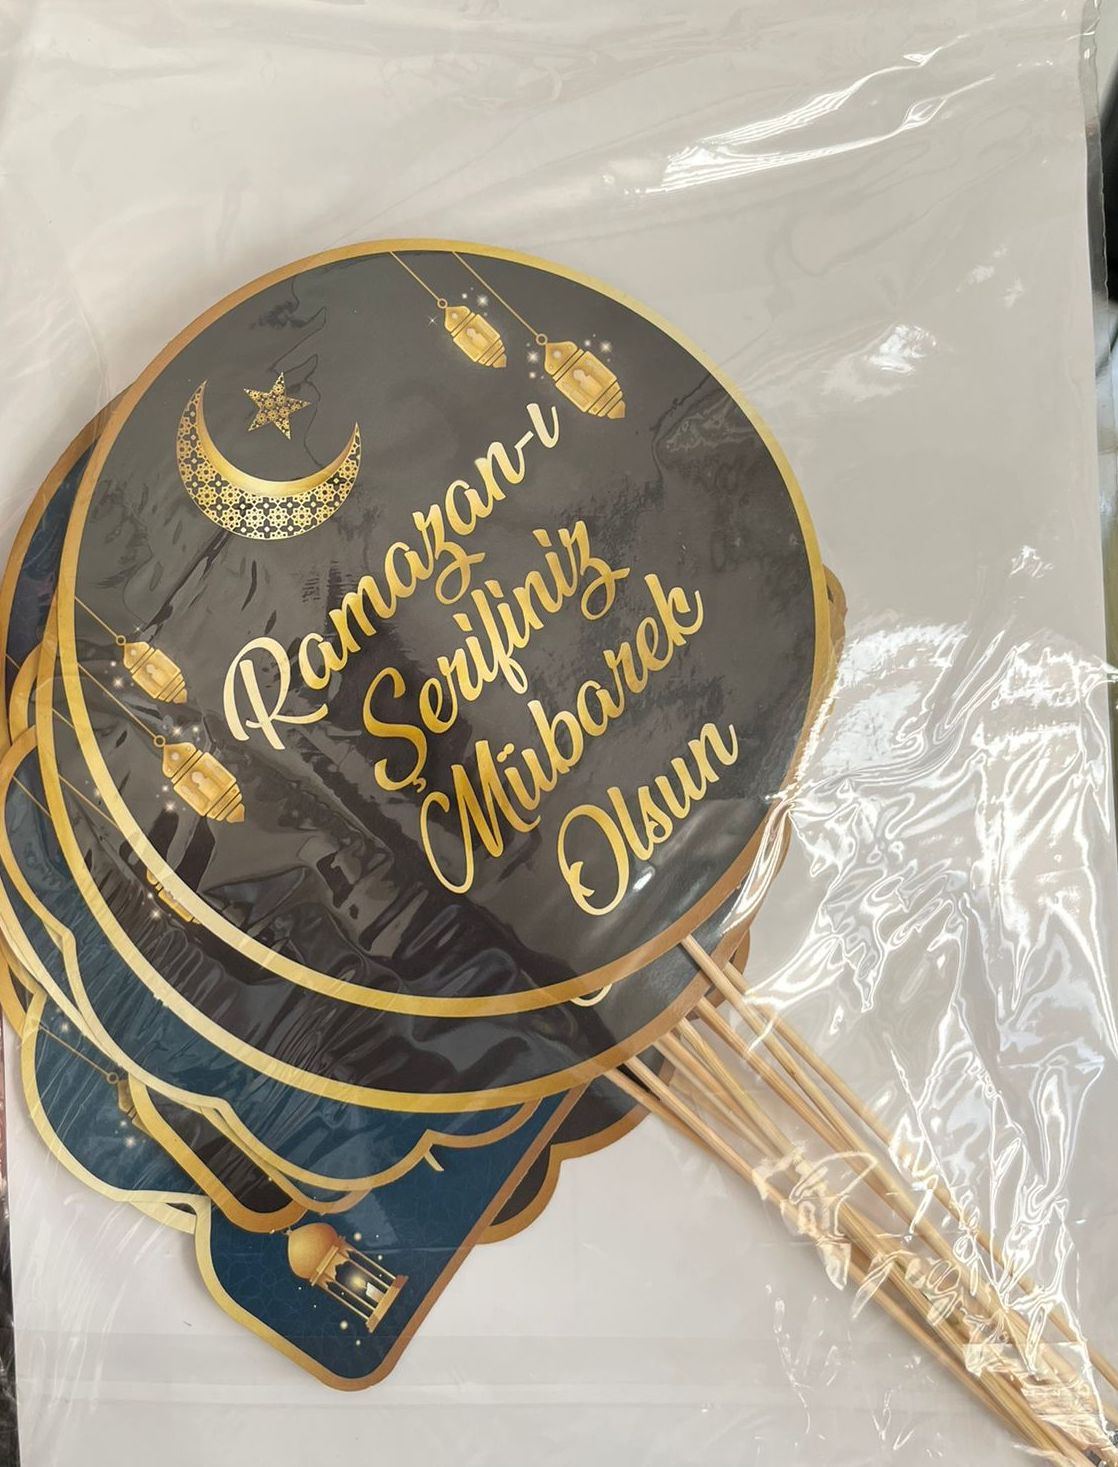 Ramazan-ı
Şerifiniz
Mübarek
Olsun